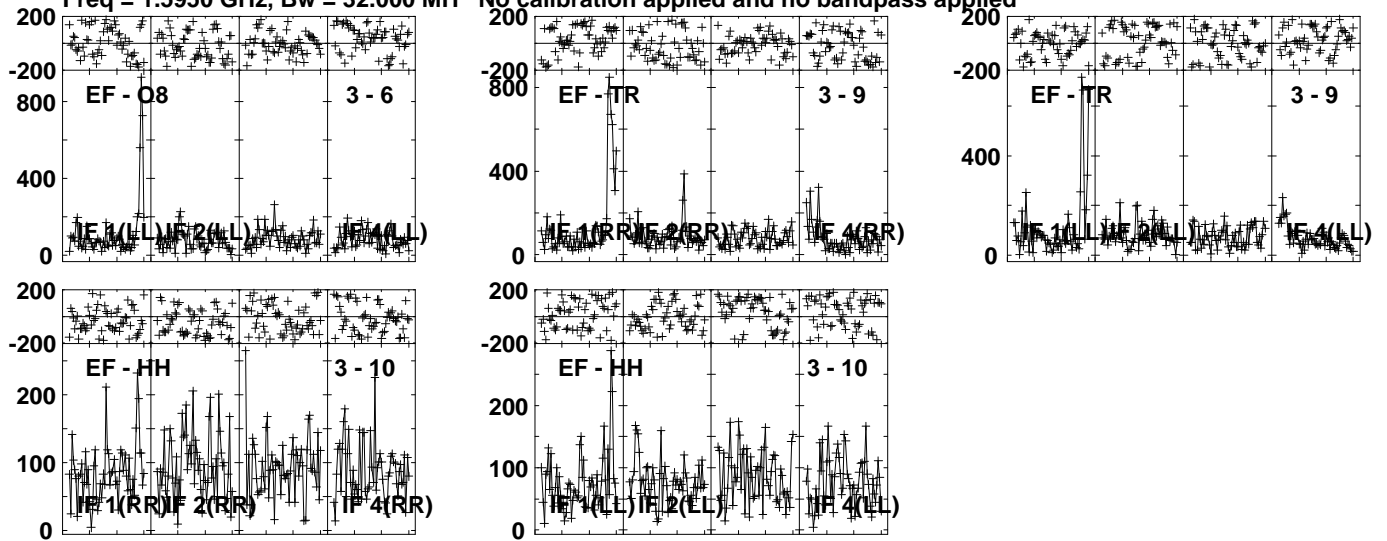 Freq = 1.5950 GHz, Bw = 32.000 MH No calibration applied and no bandpass applied
200
-200
800
400
0
EF - O8
3 - 6
IF 1(LL)
IF 2(LL)
IF 4(LL)
200
-200
800
400
0
EF - TR
3 - 9
IF 1(RR)
IF 2(RR)
IF 4(RR)
200
-200
400
0
EF - TR
3 - 9
IF 1(LL)
IF 2(LL)
IF 4(LL)
200
-200
200
100
0
EF - HH
3 - 10
IF 1(RR)
IF 2(RR)
IF 4(RR)
200
-200
200
100
0
EF - HH
3 - 10
IF 1(LL)
IF 2(LL)
IF 4(LL)